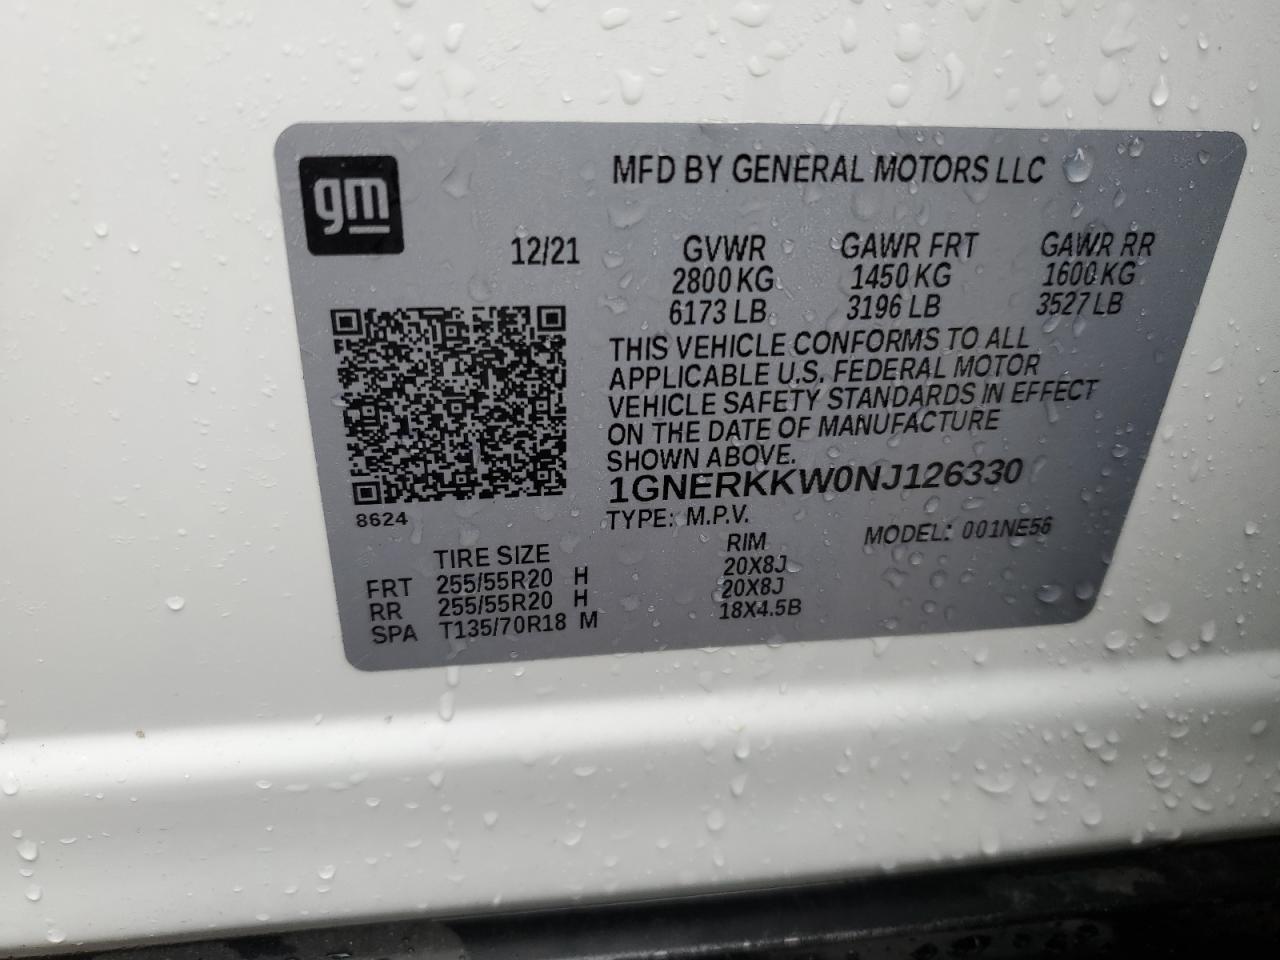 gm
MFD BY GENERAL MOTORS LLC
12/21
GVWR GAWR FRT GAWR RR
2800 KG 1450 KG 1600 KG
6173 LB 3196 LB 3527 LB
THIS VEHICLE CONFORMS TO ALL
APPLICABLE U.S. FEDERAL MOTOR
VEHICLE SAFETY STANDARDS IN EFFECT
ON THE DATE OF MANUFACTURE
SHOWN ABOVE.
1GNERKKW0NJ126330
8624
TYPE: M.P.V. MODEL: 001NE56
TIRE SIZE RIM
FRT 255/55R20 H 20X8J
RR 255/55R20 H 20X8J
SPA T135/70R18 M 18X4.5B